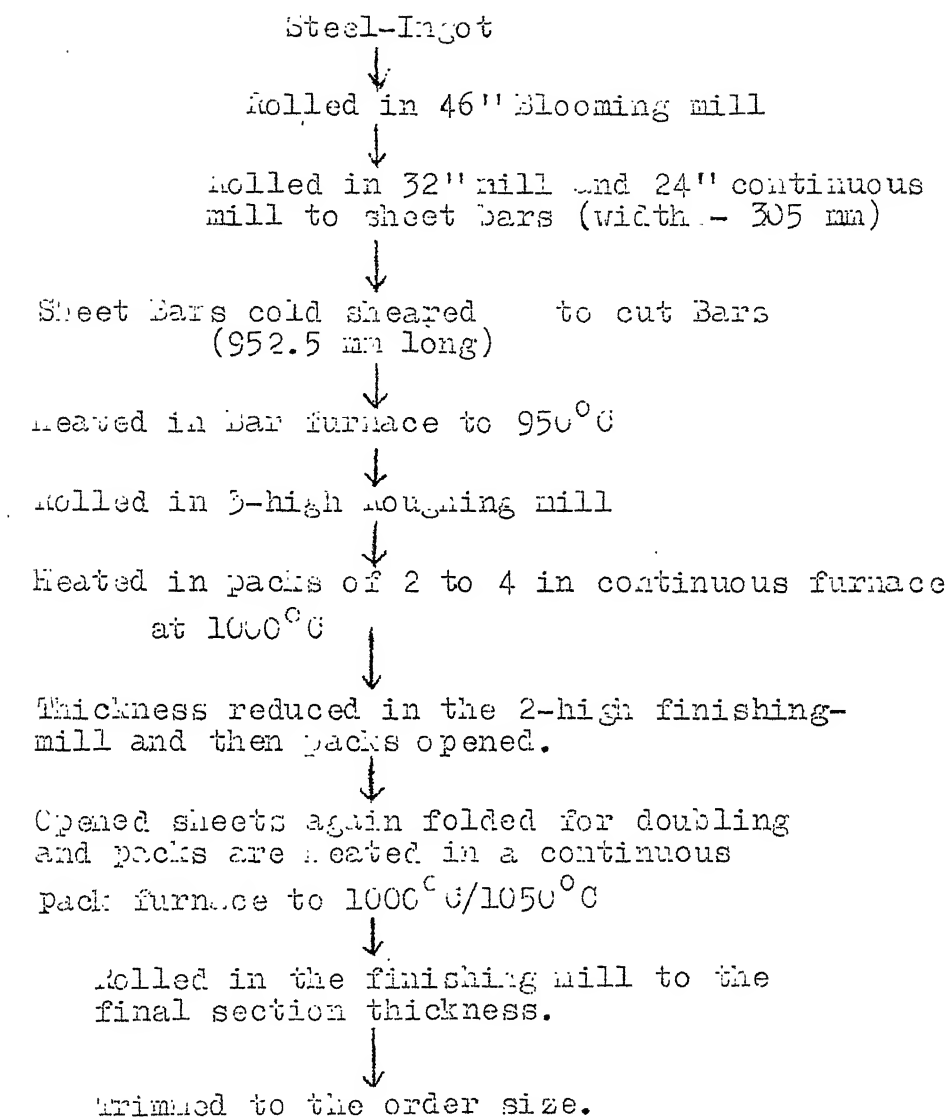 Steel-Ingot
Rolled in 46" Blooming mill
Rolled in 32" mill and 24" continuous
mill to sheet bars (width - 305 mm)
Sheet Bars cold sheared to cut Bars
(952.5 mm long)
Heated in Bar furnace to 950°C
Rolled in 3-high Roughing mill
Heated in packs of 2 to 4 in continuous furnace
at 1000°C
Thickness reduced in the 2-high finishing-
mill and then packs opened.
Opened sheets again folded for doubling
and packs are heated in a continuous
pack furnace to 1000°C/1050°C
Rolled in the finishing mill to the
final section thickness.
Trimmed to the order size.